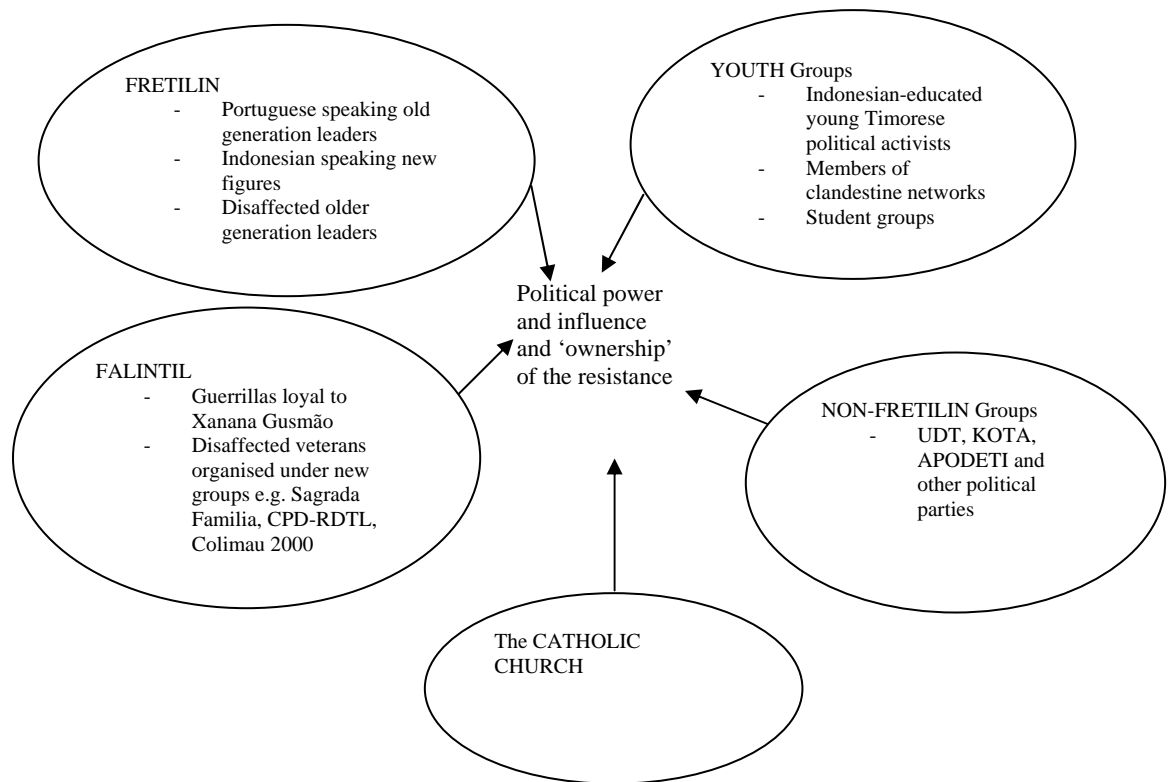 FRETILIN
- Portuguese speaking old
generation leaders
- Indonesian speaking new
figures
- Disaffected older
generation leaders
YOUTH Groups
- Indonesian-educated
young Timorese
political activists
- Members of
clandestine networks
- Student groups
Political power
and influence
and ‘ownership’
of the resistance
FALINTIL
- Guerrillas loyal to
Xanana Gusmão
- Disaffected veterans
organised under new
groups e.g. Sagrada
Familia, CPD-RDTL,
Colimau 2000
NON-FRETILIN Groups
- UDT, KOTA,
APODETI and
other political
parties
The CATHOLIC
CHURCH